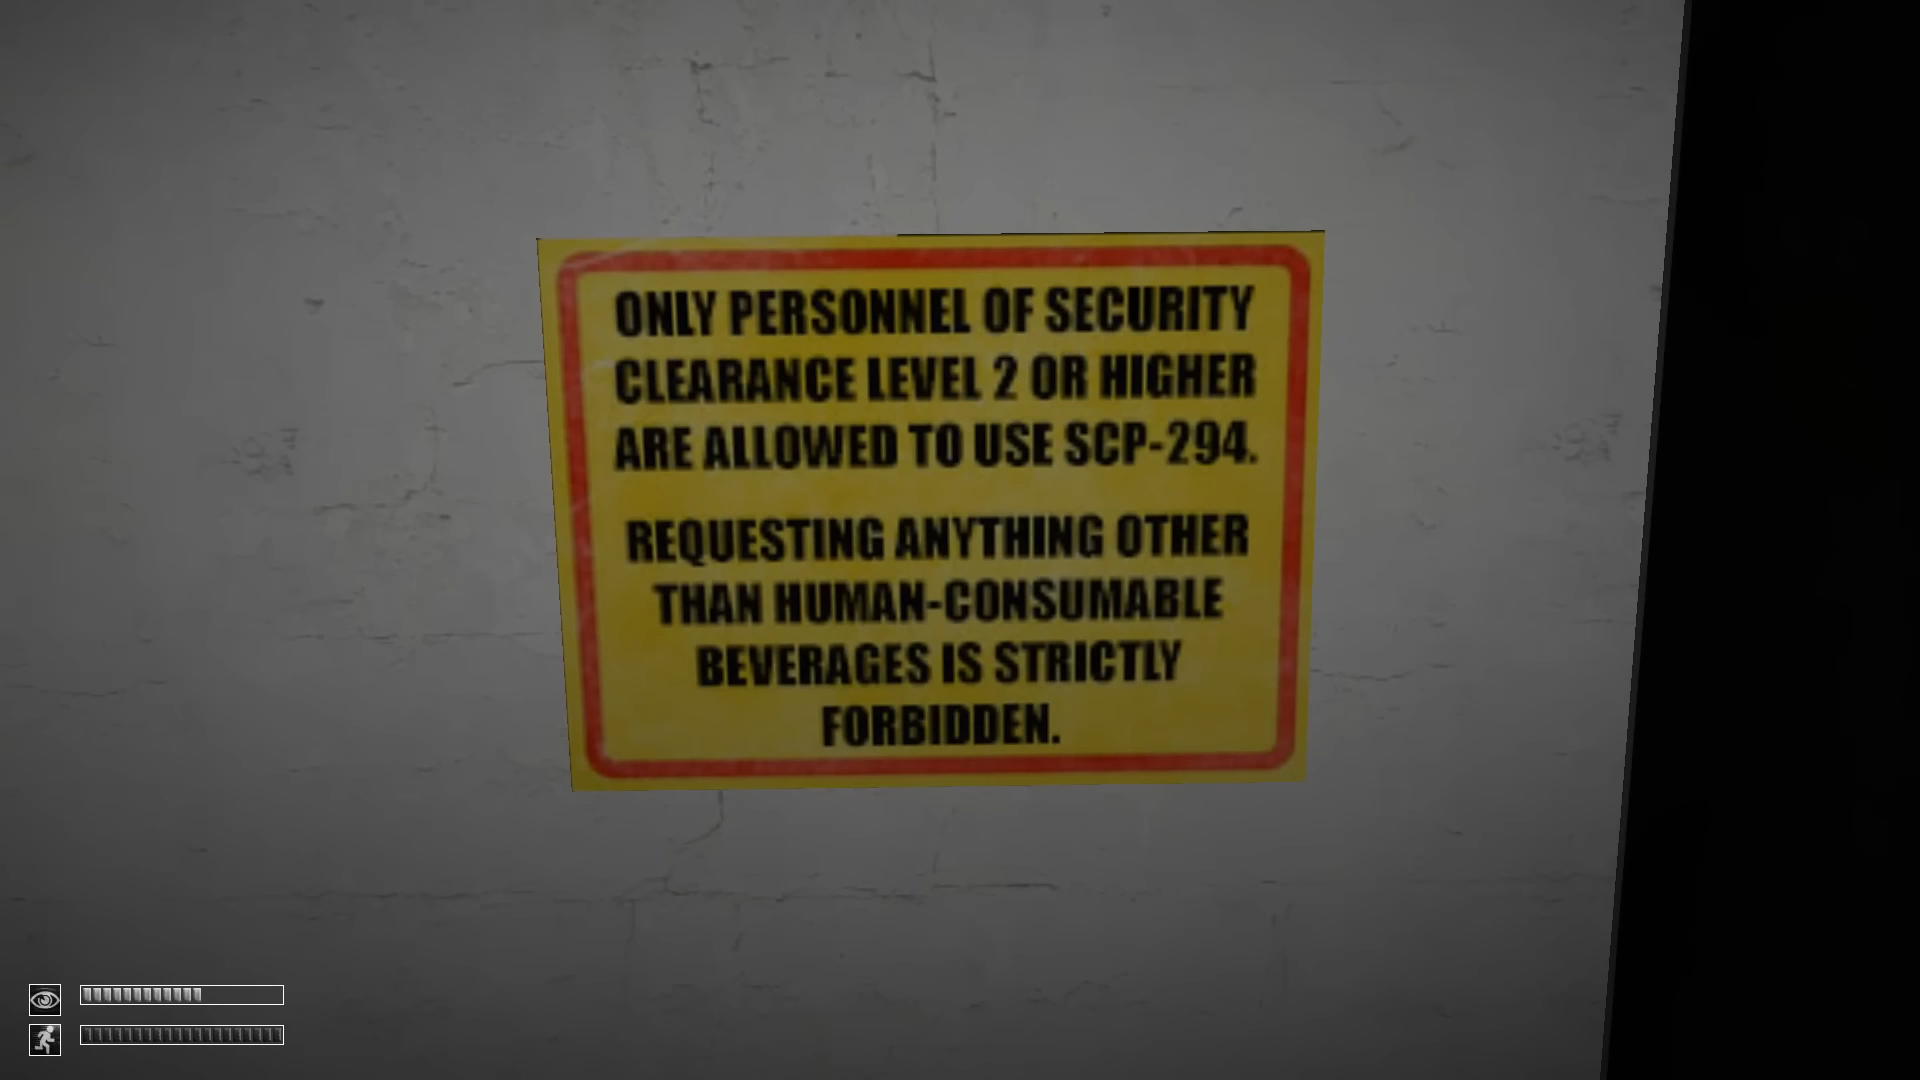 ONLY PERSONNEL OF SECURITY
CLEARANCE LEVEL 2 OR HIGHER
ARE ALLOWED TO USE SCP-294.
REQUESTING ANYTHING OTHER
THAN HUMAN-CONSUMABLE
BEVERAGES IS STRICTLY
FORBIDDEN.